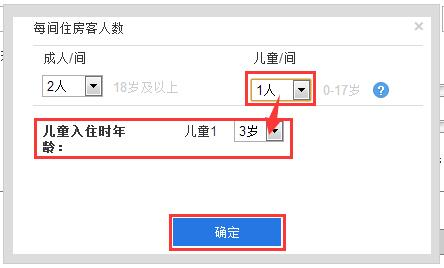 每间住房客人数 ×
成人/间 儿童/间
2人 18岁及以上 1人 0-17岁 ?
儿童入住时年 儿童1 3岁
龄：
确定